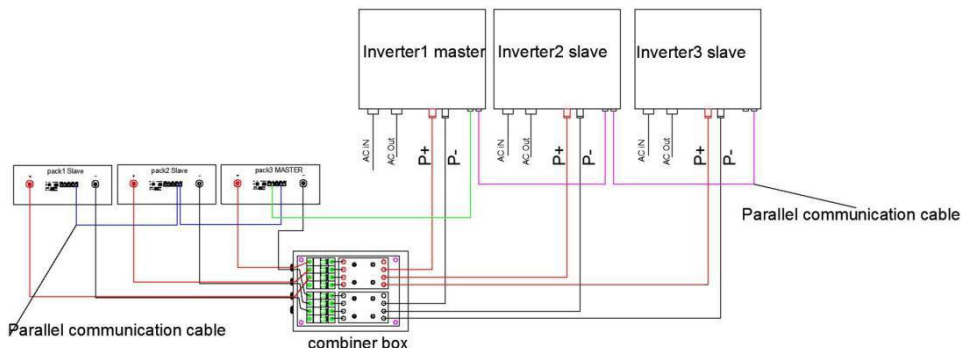 Inverter1 master
Inverter2 slave
Inverter3 slave
AC IN
AC Out
P+
P-
AC IN
AC Out
P+
P-
AC IN
AC Out
P+
P-
pack1 Slave
pack2 Slave
pack3 MASTER
Parallel communication cable
Parallel communication cable
combiner box